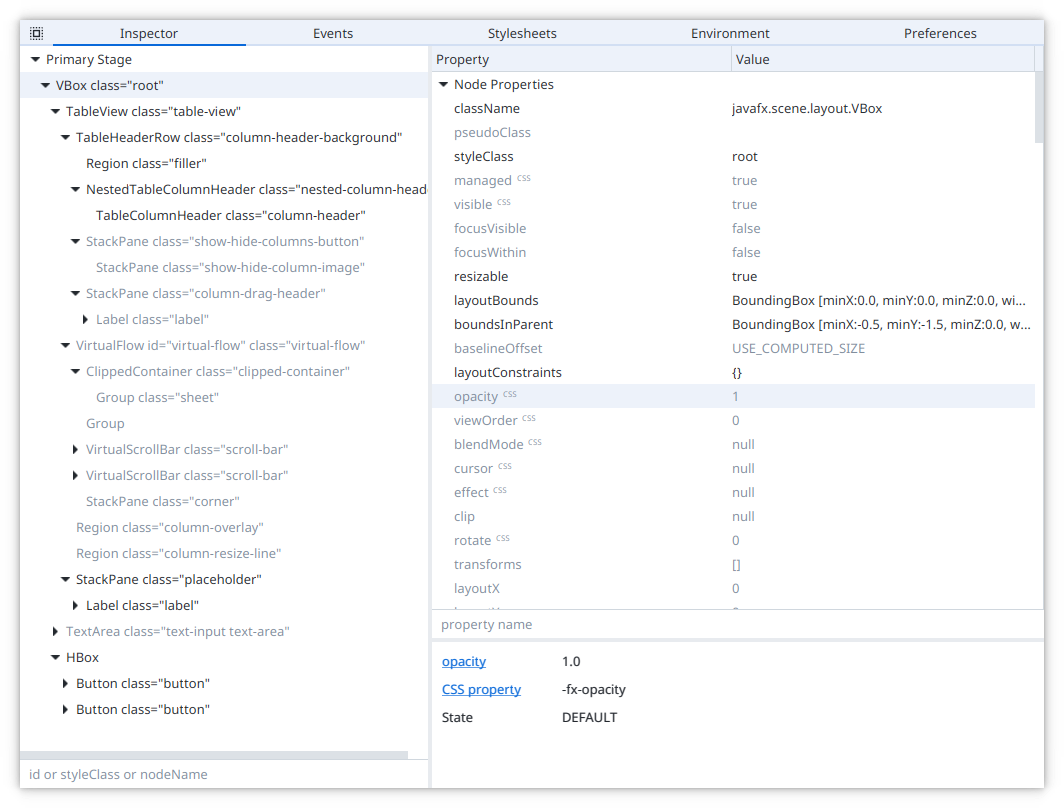 Inspector Events Stylesheets Environment Preferences
Primary Stage
VBox class="root"
TableView class="table-view"
TableHeaderRow class="column-header-background"
Region class="filler"
NestedTableColumnHeader class="nested-column-head
TableColumnHeader class="column-header"
StackPane class="show-hide-columns-button"
StackPane class="show-hide-column-image"
StackPane class="column-drag-header"
Label class="label"
VirtualFlow id="virtual-flow" class="virtual-flow"
ClippedContainer class="clipped-container"
Group class="sheet"
Group
VirtualScrollBar class="scroll-bar"
VirtualScrollBar class="scroll-bar"
StackPane class="corner"
Region class="column-overlay"
Region class="column-resize-line"
StackPane class="placeholder"
Label class="label"
TextArea class="text-input text-area"
HBox
Button class="button"
Button class="button"
id or styleClass or nodeName
Property Value
Node Properties
className javafx.scene.layout.VBox
pseudoClass
styleClass root
managed CSS true
visible CSS true
focusVisible false
focusWithin false
resizable true
layoutBounds BoundingBox [minX:0.0, minY:0.0, minZ:0.0, wi...
boundsInParent BoundingBox [minX:-0.5, minY:-1.5, minZ:0.0, w...
baselineOffset USE_COMPUTED_SIZE
layoutConstraints {}
opacity CSS 1
viewOrder CSS 0
blendMode CSS null
cursor CSS null
effect CSS null
clip null
rotate CSS 0
transforms []
layoutX 0
property name
opacity 1.0
CSS property -fx-opacity
State DEFAULT